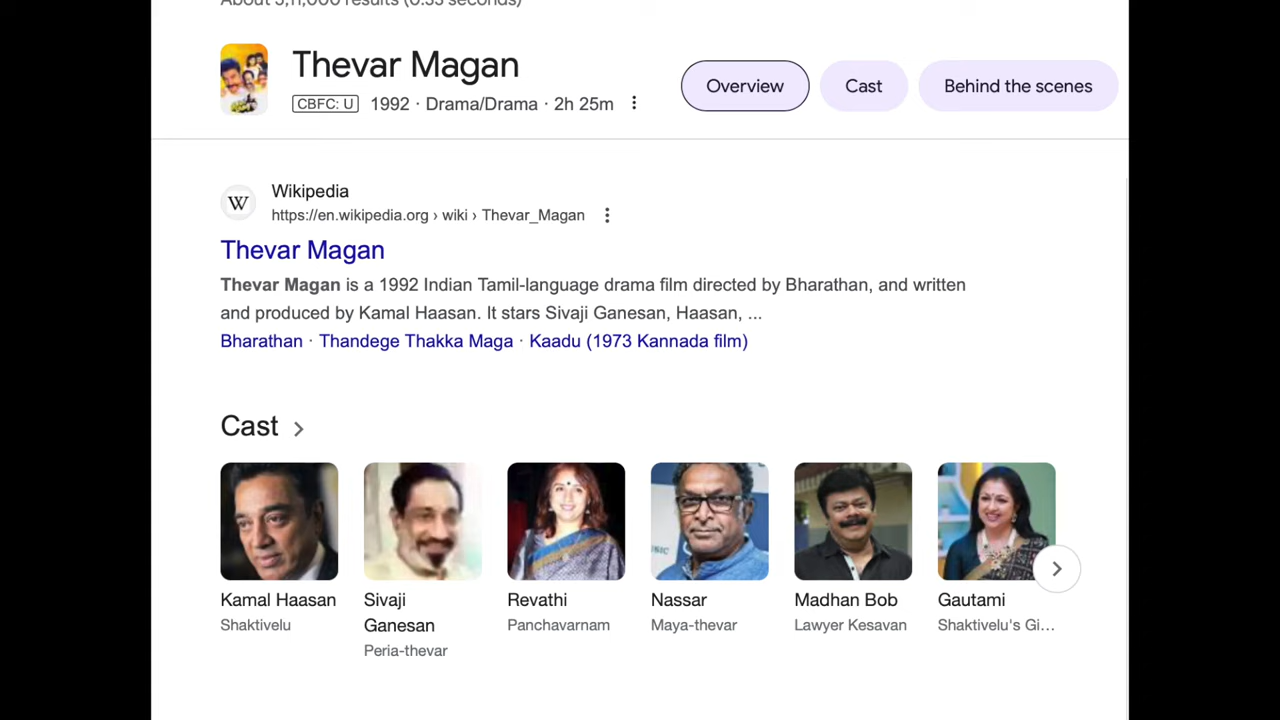 Thevar Magan
CBFC: U 1992 · Drama/Drama · 2h 25m
Overview
Cast
Behind the scenes
W
Wikipedia
https://en.wikipedia.org › wiki › Thevar_Magan
Thevar Magan
Thevar Magan is a 1992 Indian Tamil-language drama film directed by Bharathan, and written
and produced by Kamal Haasan. It stars Sivaji Ganesan, Haasan, ...
Bharathan · Thandege Thakka Maga · Kaadu (1973 Kannada film)
Cast
Kamal Haasan
Shaktivelu
Sivaji
Ganesan
Peria-thevar
Revathi
Panchavarnam
Nassar
Maya-thevar
Madhan Bob
Lawyer Kesavan
Gautami
Shaktivelu's Gi...